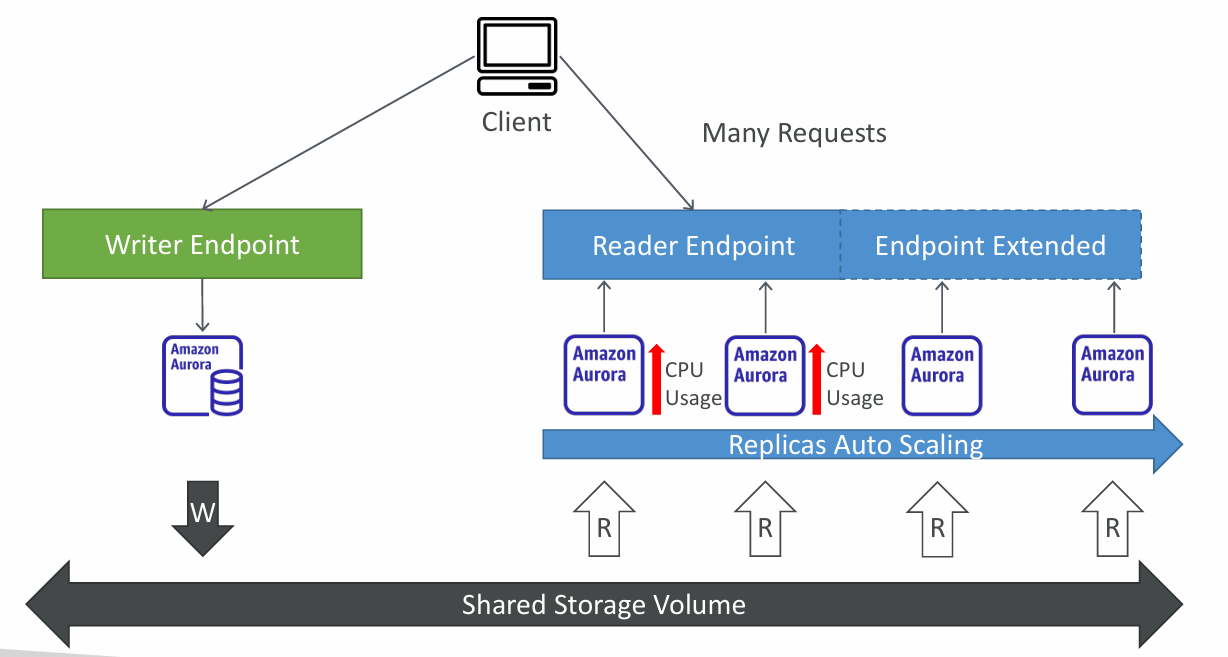 Client
Many Requests
Writer Endpoint
Reader Endpoint
Endpoint Extended
Amazon
Aurora
Amazon
Aurora
CPU
Usage
Amazon
Aurora
CPU
Usage
Amazon
Aurora
Amazon
Aurora
Replicas Auto Scaling
W
R
R
R
R
Shared Storage Volume